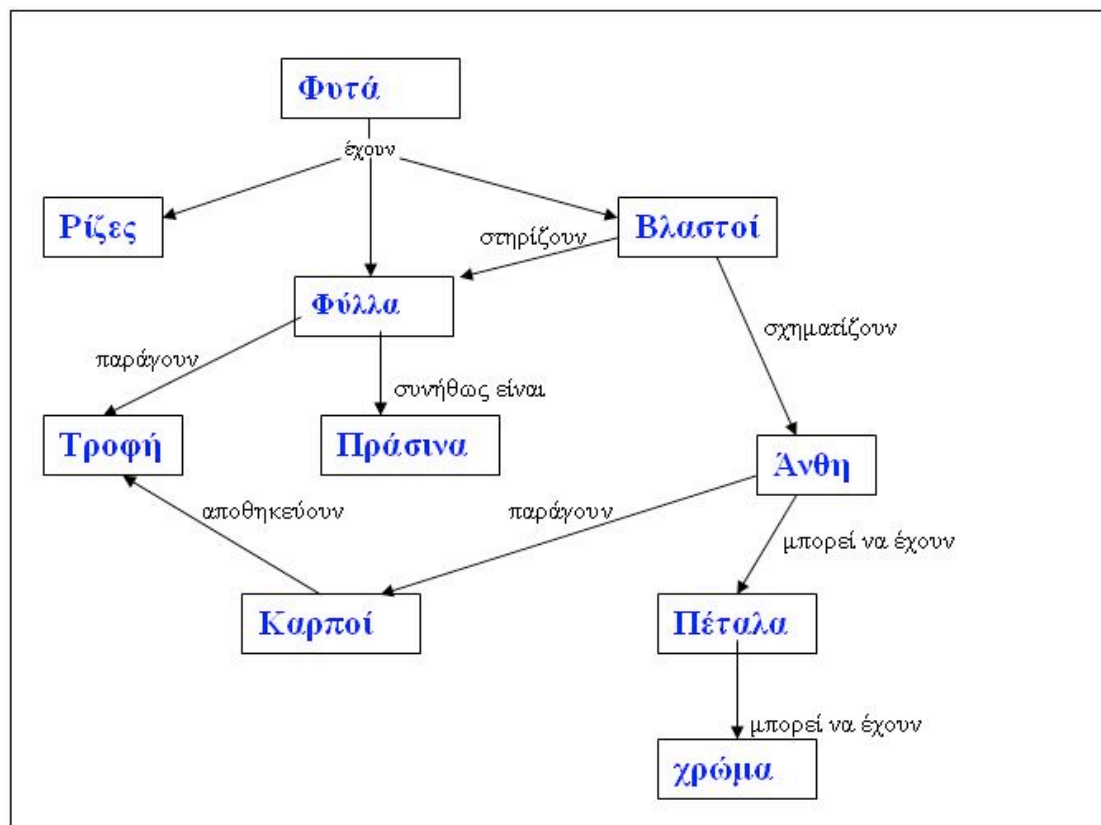 Φυτά
έχουν
Ρίζες
Βλαστοί
στηρίζουν
Φύλλα
σχηματίζουν
παράγουν
συνήθως είναι
Τροφή
Πράσινα
Άνθη
αποθηκεύουν
παράγουν
μπορεί να έχουν
Καρποί
Πέταλα
μπορεί να έχουν
χρώμα